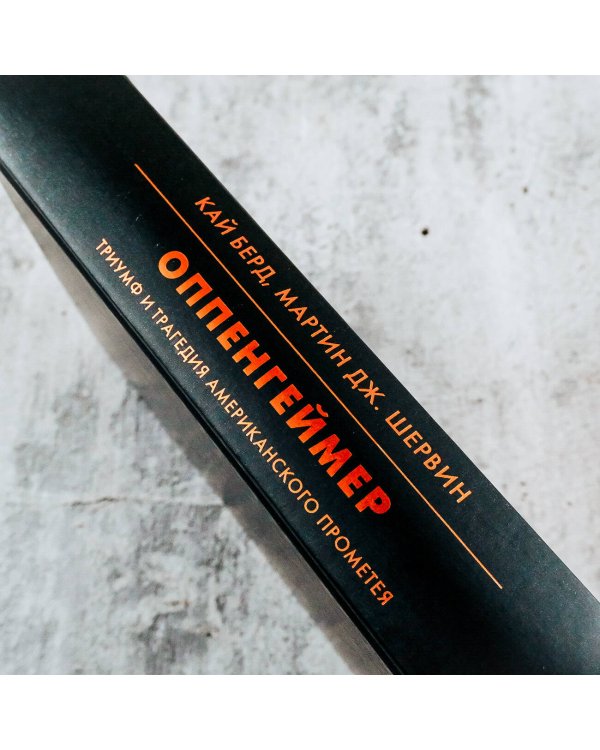 КАЙ БЕРД, МАРТИН ДЖ. ШЕРВИН
ОППЕНГЕЙМЕР
ТРИУМФ И ТРАГЕДИЯ АМЕРИКАНСКОГО ПРОМЕТЕЯ